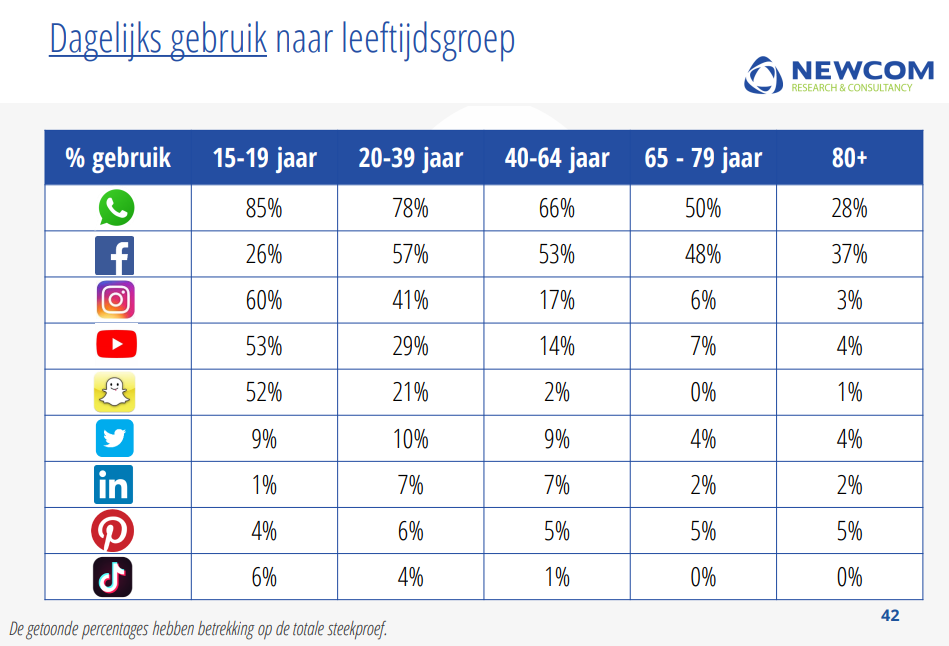 Dagelijks gebruik naar leeftijdsgroep
NEWCOM
RESEARCH & CONSULTANCY
% gebruik 15-19 jaar 20-39 jaar 40-64 jaar 65 - 79 jaar 80+
85% 78% 66% 50% 28%
f 26% 57% 53% 48% 37%
60% 41% 17% 6% 3%
53% 29% 14% 7% 4%
52% 21% 2% 0% 1%
9% 10% 9% 4% 4%
in 1% 7% 7% 2% 2%
4% 6% 5% 5% 5%
6% 4% 1% 0% 0%
42
De getoonde percentages hebben betrekking op de totale steekproef.